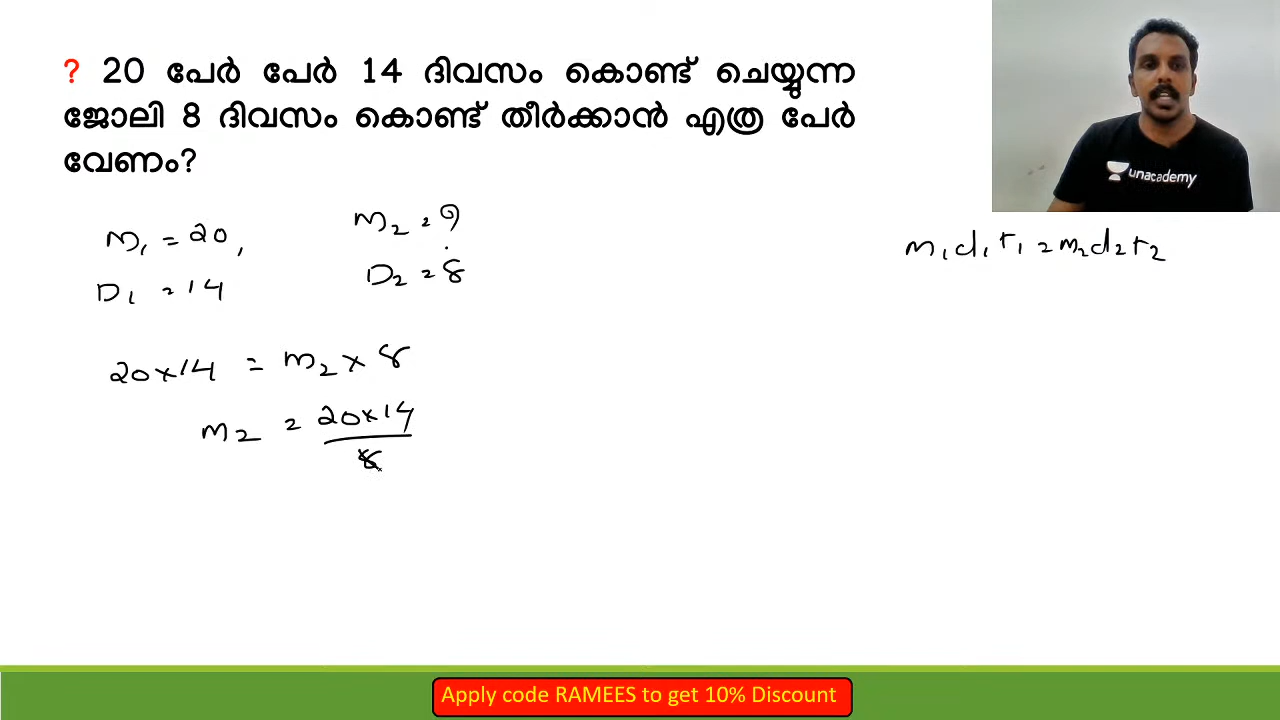 ? 20 പേർ പേർ 14 ദിവസം കൊണ്ട് ചെയ്യുന്ന
ജോലി 8 ദിവസം കൊണ്ട് തീർക്കാൻ എത്ര പേർ
വേണം?
unacademy
M₁ = 20,
M₂ = ?
m₁d₁t₁ = m₂d₂t₂
D₁ = 14
D₂ = 8
20×14 = m₂ × 8
m₂ = 20×14
8
Apply code RAMEES to get 10% Discount